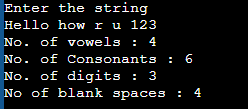 Enter the string
Hello how r u 123
No. of vowels : 4
No. of Consonants : 6
No. of digits : 3
No of blank spaces : 4